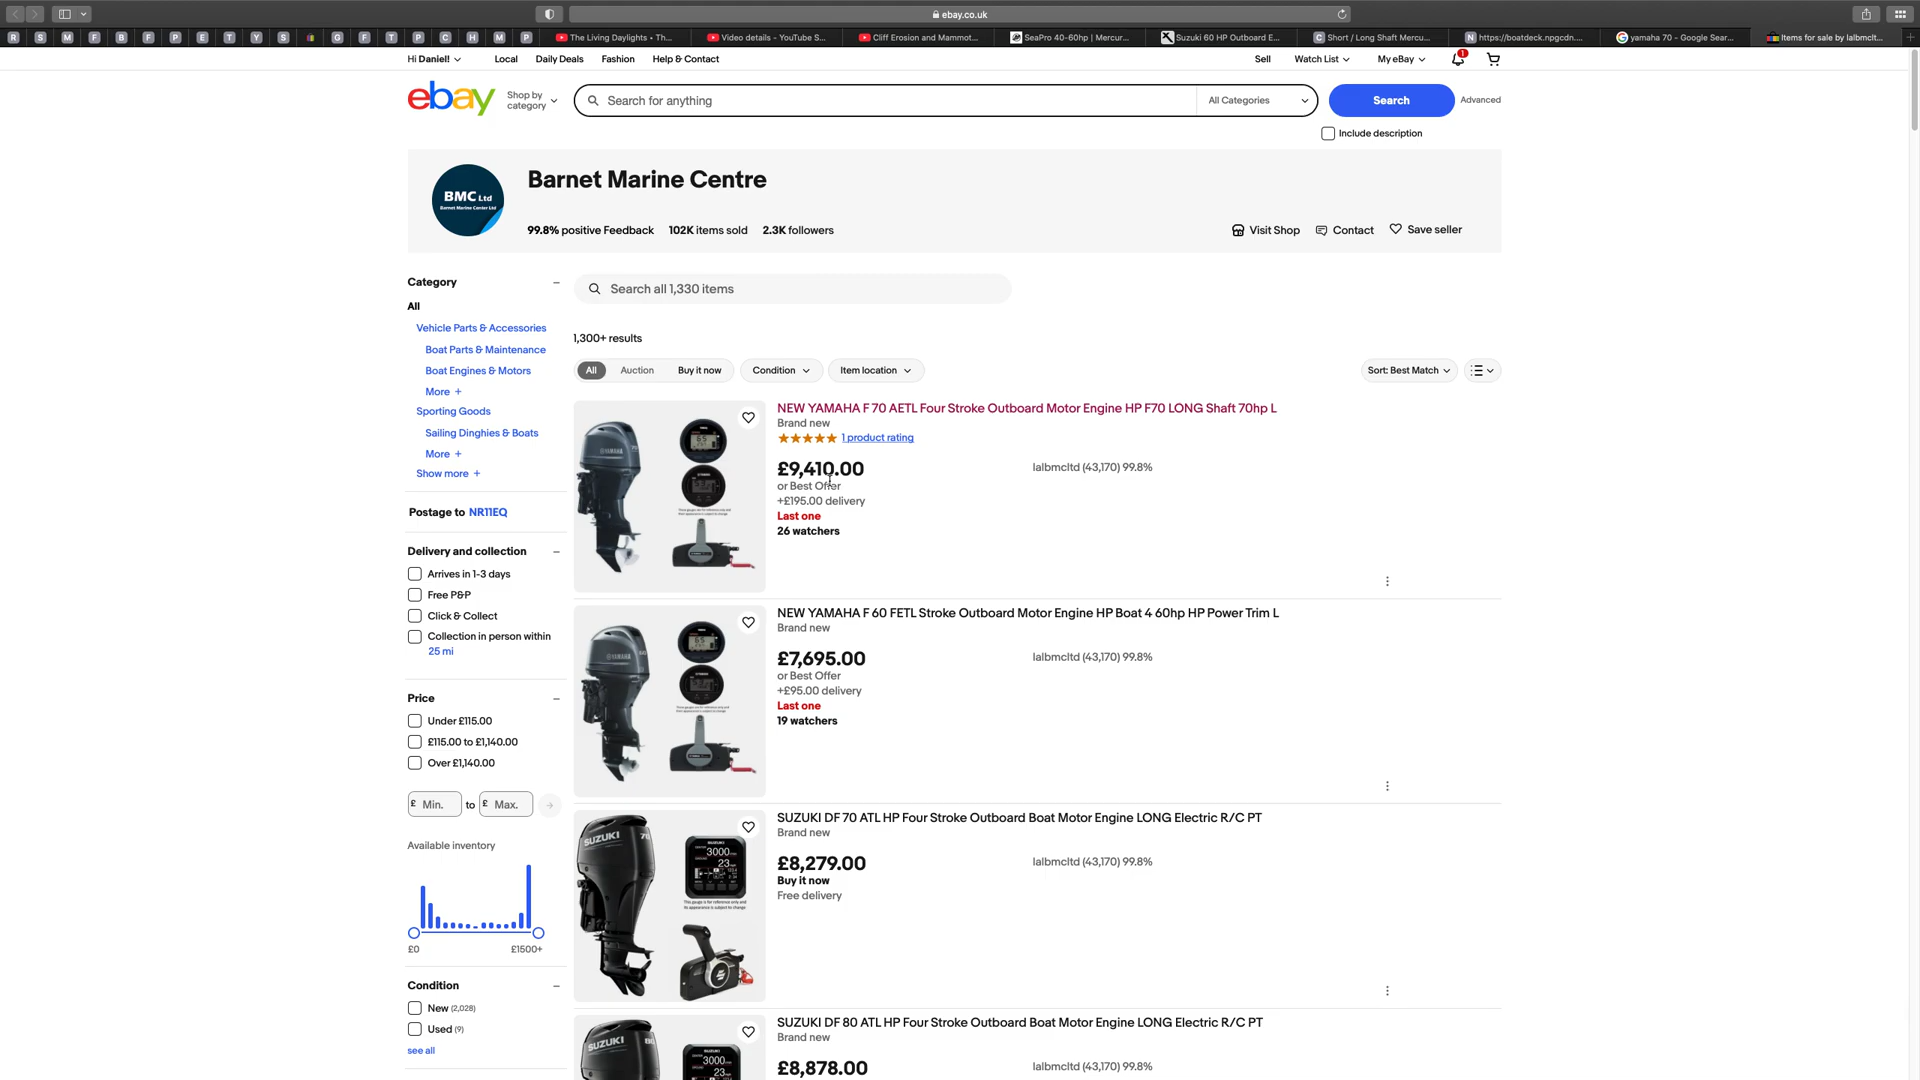 ebay.co.uk
R S M F B F P E T Y S G F T P C H M P
The Living Daylights • Th...
Video details - YouTube S...
Cliff Erosion and Mammot...
SeaPro 40-60hp | Mercur...
Suzuki 60 HP Outboard E...
C Short / Long Shaft Mercu...
N https://boatdeck.npgcdn....
yamaha 70 - Google Sear...
Items for sale by lalbmclt...
Hi Daniel! Local Daily Deals Fashion Help & Contact Sell Watch List My eBay 1
ebay
Shop by
category
Search for anything
All Categories
Search
Advanced
Include description
BMC Ltd
Barnet Marine Center Ltd
Barnet Marine Centre
99.8% positive Feedback 102K items sold 2.3K followers
Visit Shop Contact Save seller
Category
All
Vehicle Parts & Accessories
Boat Parts & Maintenance
Boat Engines & Motors
More +
Sporting Goods
Sailing Dinghies & Boats
More +
Show more +
Postage to NR11EQ
Delivery and collection
Arrives in 1-3 days
Free P&P
Click & Collect
Collection in person within
25 mi
Price
Under £115.00
£115.00 to £1,140.00
Over £1,140.00
£ Min. to £ Max.
Available inventory
£0 £1500+
Condition
New (2,028)
Used (9)
see all
Search all 1,330 items
1,300+ results
All Auction Buy it now Condition Item location Sort: Best Match
NEW YAMAHA F 70 AETL Four Stroke Outboard Motor Engine HP F70 LONG Shaft 70hp L
Brand new
1 product rating
£9,410.00
lalbmcltd (43,170) 99.8%
or Best Offer
+£195.00 delivery
Last one
26 watchers
YAMAHA
NEW YAMAHA F 60 FETL Stroke Outboard Motor Engine HP Boat 4 60hp HP Power Trim L
Brand new
£7,695.00
lalbmcltd (43,170) 99.8%
or Best Offer
+£95.00 delivery
Last one
19 watchers
YAMAHA
SUZUKI DF 70 ATL HP Four Stroke Outboard Boat Motor Engine LONG Electric R/C PT
Brand new
£8,279.00
lalbmcltd (43,170) 99.8%
Buy it now
Free delivery
SUZUKI
3000
23
SUZUKI DF 80 ATL HP Four Stroke Outboard Boat Motor Engine LONG Electric R/C PT
Brand new
£8,878.00
lalbmcltd (43,170) 99.8%
SUZUKI
3000
23